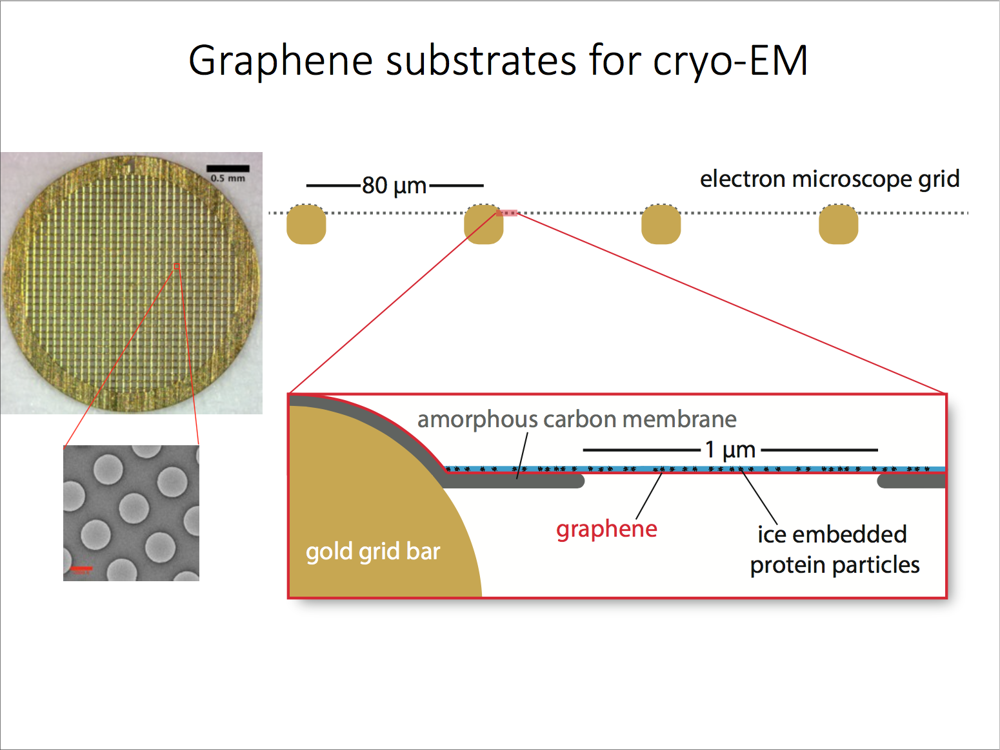 Graphene substrates for cryo-EM
0.5 mm
80 µm
electron microscope grid
amorphous carbon membrane
1 µm
graphene
ice embedded
protein particles
gold grid bar